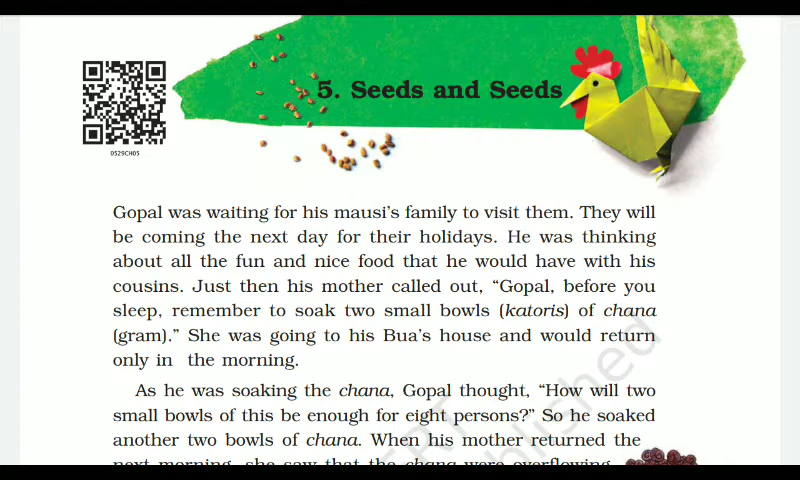 5. Seeds and Seeds
0529CH05
Gopal was waiting for his mausi's family to visit them. They will
be coming the next day for their holidays. He was thinking
about all the fun and nice food that he would have with his
cousins. Just then his mother called out, “Gopal, before you
sleep, remember to soak two small bowls (katoris) of chana
(gram).” She was going to his Bua's house and would return
only in the morning.
As he was soaking the chana, Gopal thought, “How will two
small bowls of this be enough for eight persons?” So he soaked
another two bowls of chana. When his mother returned the
next morning, she saw that the chana were overflowing